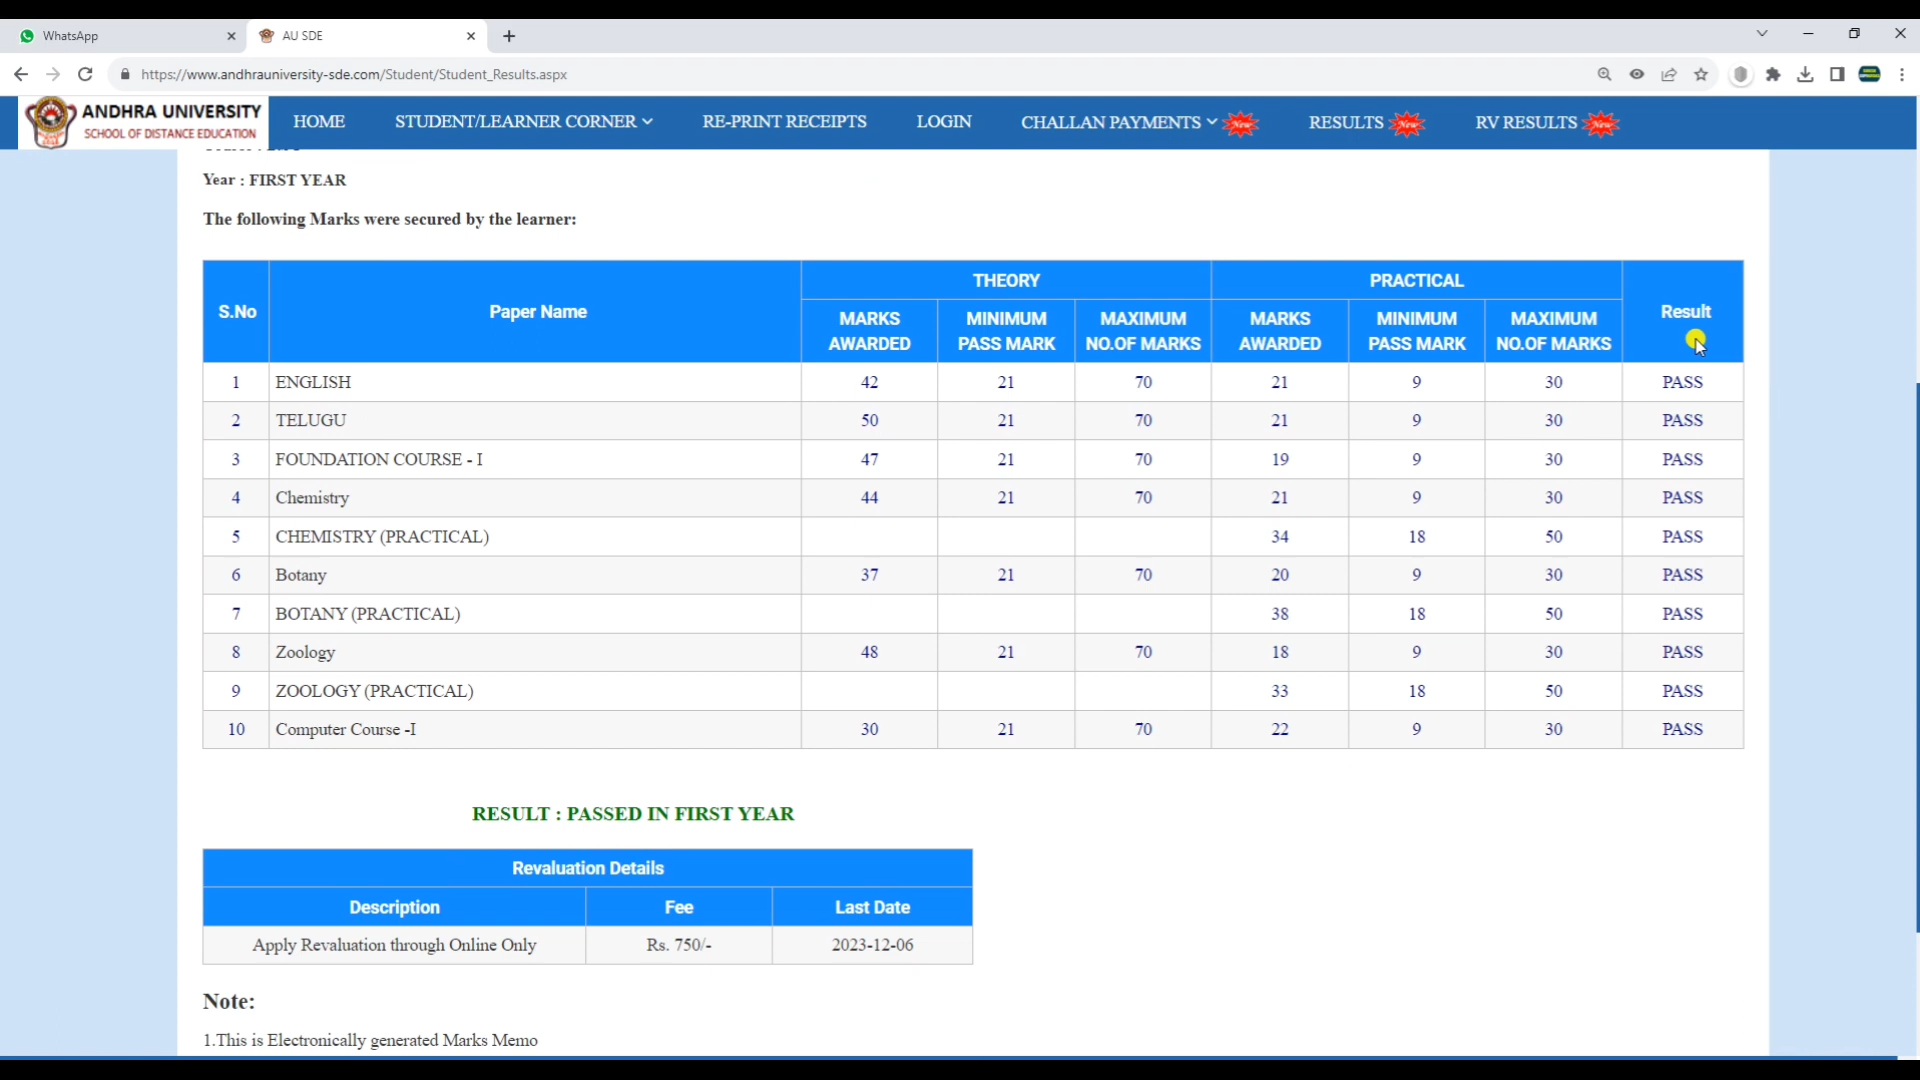 WhatsApp
AU SDE
https://www.andhrauniversity-sde.com/Student/Student_Results.aspx
ANDHRA UNIVERSITY
SCHOOL OF DISTANCE EDUCATION
HOME STUDENT/LEARNER CORNER RE-PRINT RECEIPTS LOGIN CHALLAN PAYMENTS New RESULTS New RV RESULTS New
Year : FIRST YEAR
The following Marks were secured by the learner:
S.No Paper Name THEORY PRACTICAL Result
MARKS AWARDED MINIMUM PASS MARK MAXIMUM NO.OF MARKS MARKS AWARDED MINIMUM PASS MARK MAXIMUM NO.OF MARKS
1 ENGLISH 42 21 70 21 9 30 PASS
2 TELUGU 50 21 70 21 9 30 PASS
3 FOUNDATION COURSE - I 47 21 70 19 9 30 PASS
4 Chemistry 44 21 70 21 9 30 PASS
5 CHEMISTRY (PRACTICAL) 34 18 50 PASS
6 Botany 37 21 70 20 9 30 PASS
7 BOTANY (PRACTICAL) 38 18 50 PASS
8 Zoology 48 21 70 18 9 30 PASS
9 ZOOLOGY (PRACTICAL) 33 18 50 PASS
10 Computer Course -I 30 21 70 22 9 30 PASS
RESULT : PASSED IN FIRST YEAR
Revaluation Details
Description Fee Last Date
Apply Revaluation through Online Only Rs. 750/- 2023-12-06
Note:
1.This is Electronically generated Marks Memo